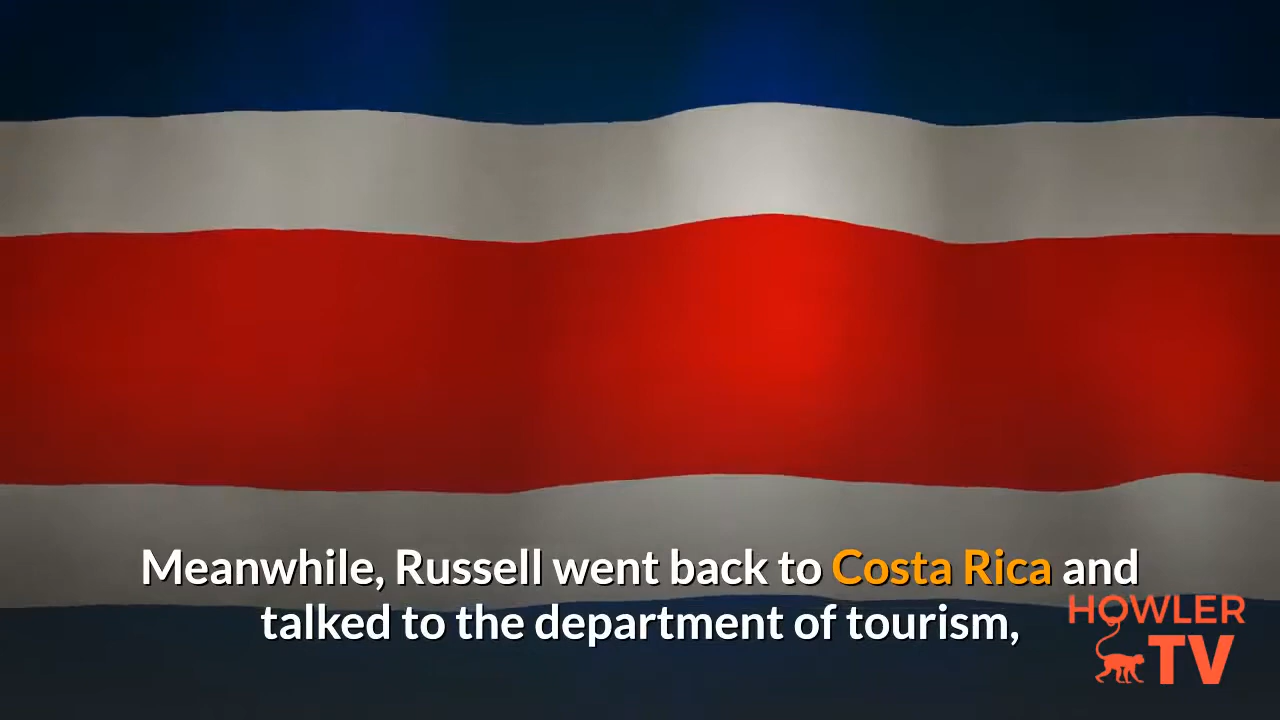 Meanwhile, Russell went back to Costa Rica and
talked to the department of tourism,
HOWLER
TV